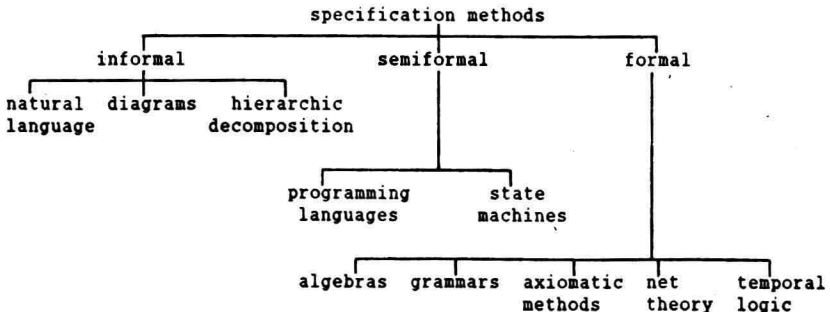 specification methods
informal semiformal formal
natural diagrams hierarchic
language decomposition
programming state
languages machines
algebras grammars axiomatic net temporal
methods theory logic